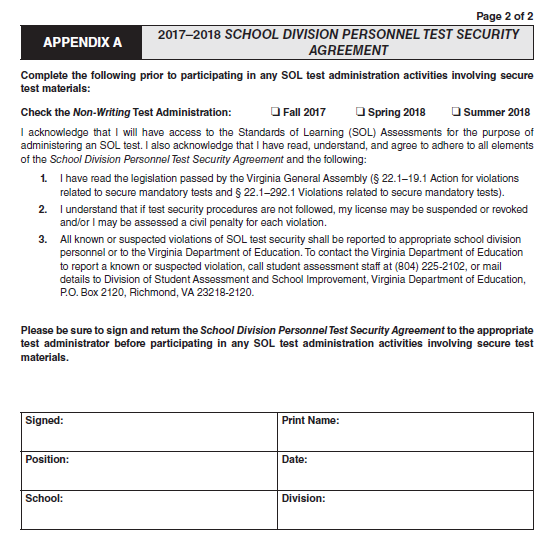 Page 2 of 2
APPENDIX A
2017–2018 SCHOOL DIVISION PERSONNEL TEST SECURITY
AGREEMENT
Complete the following prior to participating in any SOL test administration activities involving secure
test materials:
Check the Non-Writing Test Administration: ❑ Fall 2017 ❑ Spring 2018 ❑ Summer 2018
I acknowledge that I will have access to the Standards of Learning (SOL) Assessments for the purpose of
administering an SOL test. I also acknowledge that I have read, understand, and agree to adhere to all elements
of the School Division Personnel Test Security Agreement and the following:
1. I have read the legislation passed by the Virginia General Assembly (§ 22.1–19.1 Action for violations
related to secure mandatory tests and § 22.1–292.1 Violations related to secure mandatory tests).
2. I understand that if test security procedures are not followed, my license may be suspended or revoked
and/or I may be assessed a civil penalty for each violation.
3. All known or suspected violations of SOL test security shall be reported to appropriate school division
personnel or to the Virginia Department of Education. To contact the Virginia Department of Education
to report a known or suspected violation, call student assessment staff at (804) 225-2102, or mail
details to Division of Student Assessment and School Improvement, Virginia Department of Education,
P.O. Box 2120, Richmond, VA 23218-2120.
Please be sure to sign and return the School Division Personnel Test Security Agreement to the appropriate
test administrator before participating in any SOL test administration activities involving secure test
materials.
Signed: Print Name:
Position: Date:
School: Division: